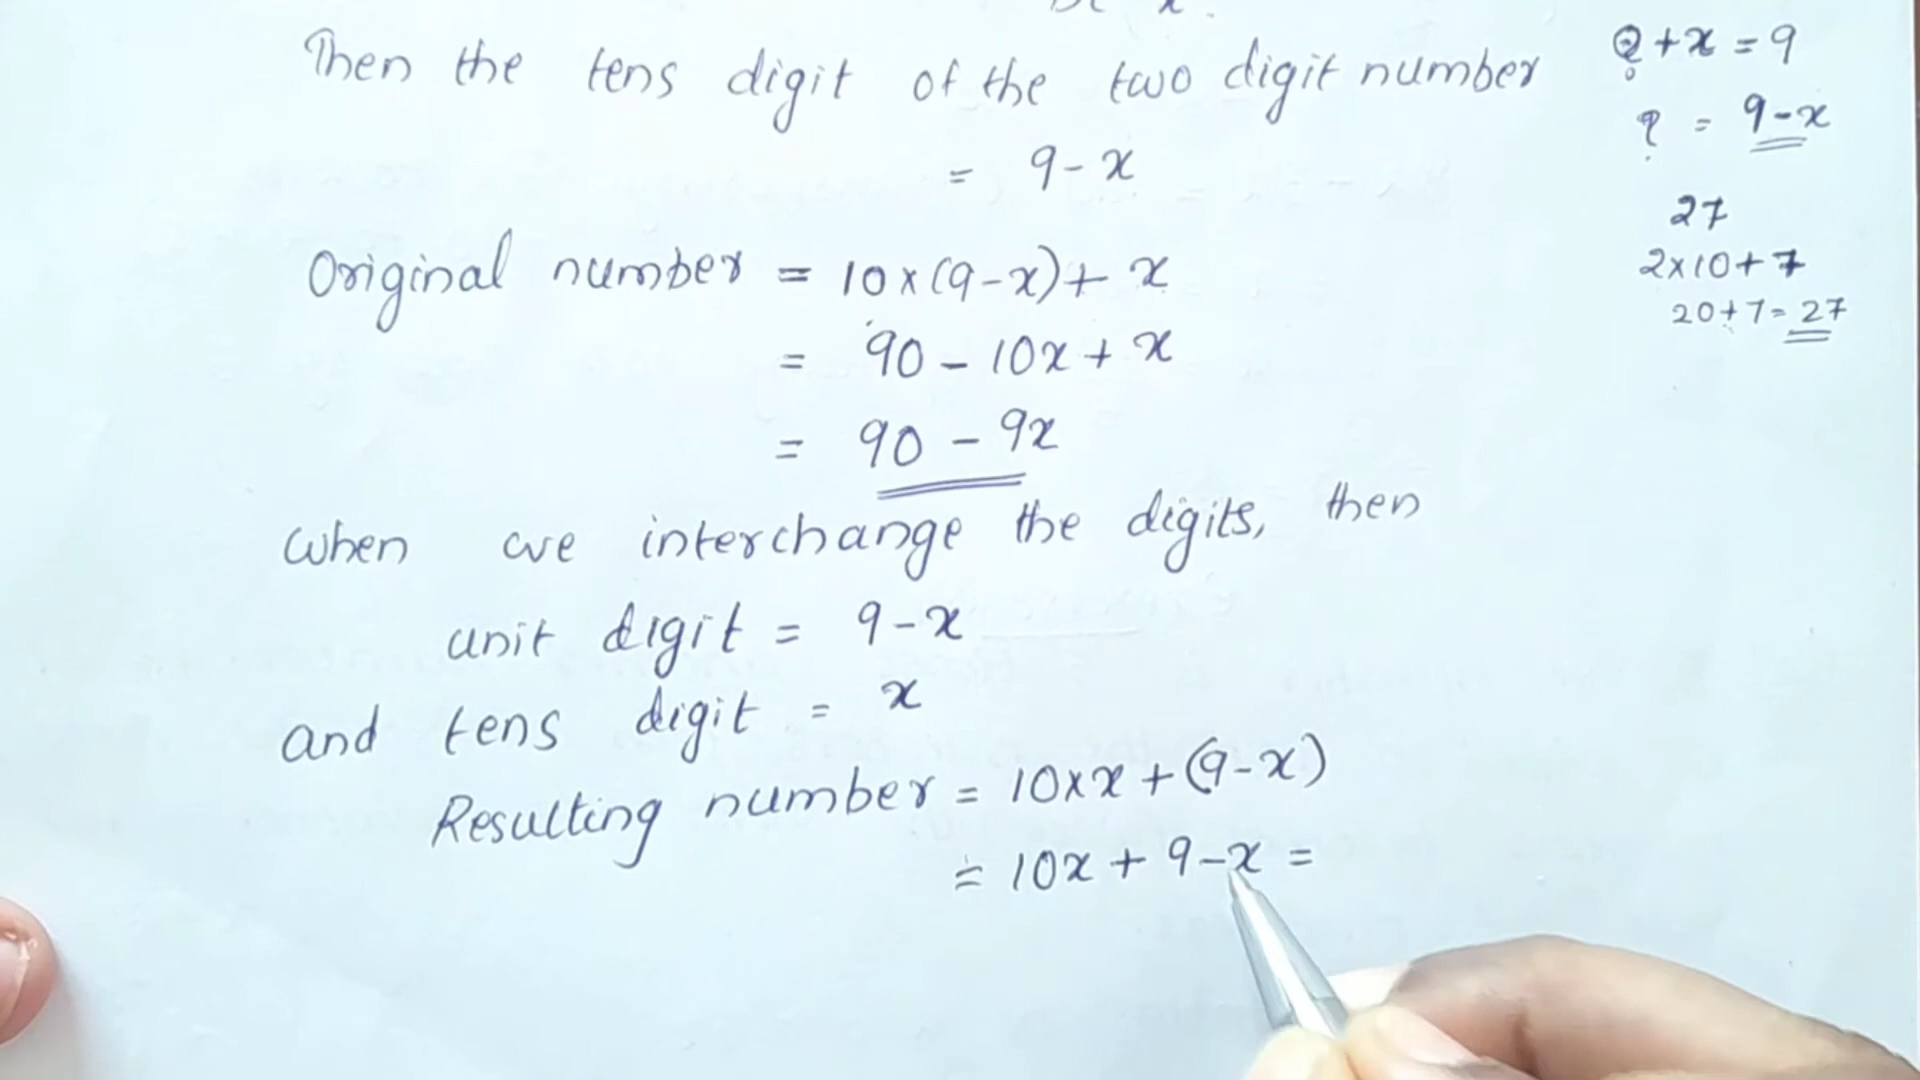 Then the tens digit of the two digit number
= 9-x
Original number = 10×(9-x)+ x
= 90 - 10x + x
= 90 - 9x
When we interchange the digits, then
unit digit = 9-x
and tens digit = x
Resulting number = 10×x + (9-x)
= 10x + 9-x =
?+x = 9
? = 9-x
27
2×10+7
20+7=27